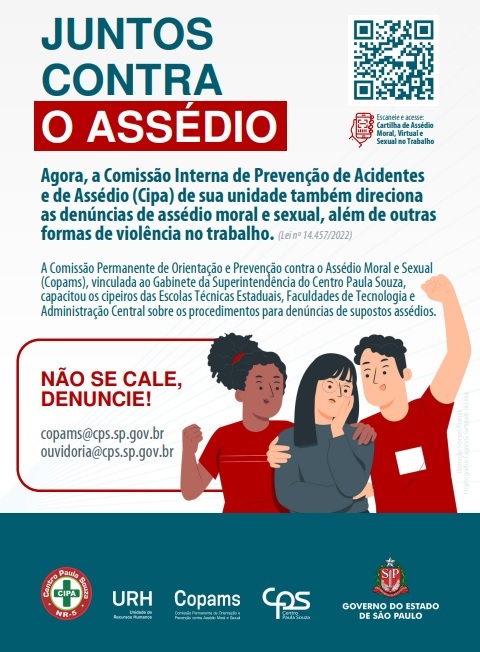 JUNTOS
CONTRA
O ASSÉDIO
Escaneie e acesse:
Cartilha de Assédio
Moral, Virtual e
Sexual no Trabalho
Agora, a Comissão Interna de Prevenção de Acidentes
e de Assédio (Cipa) de sua unidade também direciona
as denúncias de assédio moral e sexual, além de outras
formas de violência no trabalho. (Lei nº 14.457/2022)
A Comissão Permanente de Orientação e Prevenção contra o Assédio Moral e Sexual
(Copams), vinculada ao Gabinete da Superintendência do Centro Paula Souza,
capacitou os cipeiros das Escolas Técnicas Estaduais, Faculdades de Tecnologia e
Administração Central sobre os procedimentos para denúncias de supostos assédios.
NÃO SE CALE,
DENUNCIE!
copams@cps.sp.gov.br
ouvidoria@cps.sp.gov.br
Centro Paula Souza
CIPA
NR-5
URH
Unidade de
Recursos Humanos
Copams
Comissão Permanente de Orientação e
Prevenção contra Assédio Moral e Sexual
CPS
Centro
Paula Souza
SP
GOVERNO DO ESTADO
DE SÃO PAULO